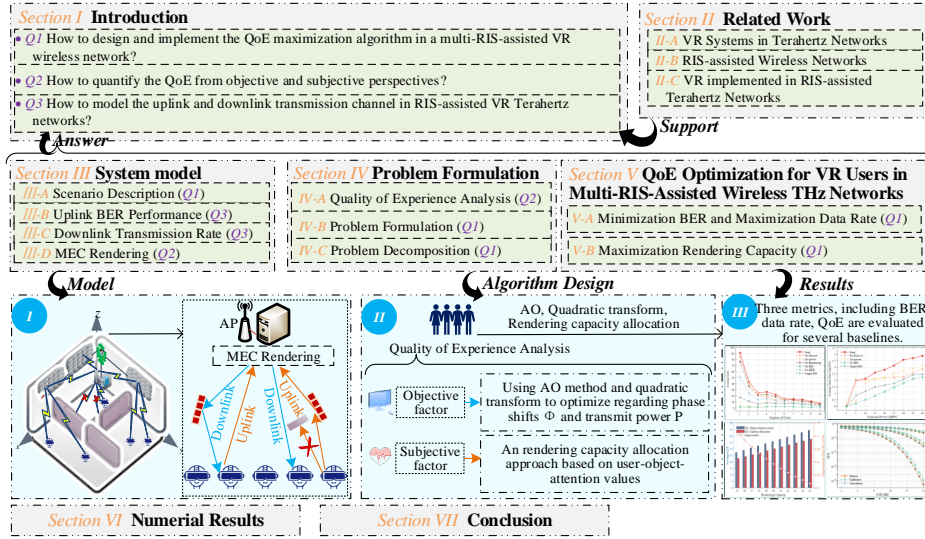 Section I Introduction
• Q1 How to design and implement the QoE maximization algorithm in a multi-RIS-assisted VR
wireless network?
• Q2 How to quantify the QoE from objective and subjective perspectives?
• Q3 How to model the uplink and downlink transmission channel in RIS-assisted VR Terahertz
networks?
Section II Related Work
II-A VR Systems in Terahertz Networks
II-B RIS-assisted Wireless Networks
II-C VR implemented in RIS-assisted
Terahertz Networks
Answer
Support
Section III System model
III-A Scenario Description (Q1)
III-B Uplink BER Performance (Q3)
III-C Downlink Transmission Rate (Q3)
III-D MEC Rendering (Q2)
Section IV Problem Formulation
IV-A Quality of Experience Analysis (Q2)
IV-B Problem Formulation (Q1)
IV-C Problem Decomposition (Q1)
Section V QoE Optimization for VR Users in
Multi-RIS-Assisted Wireless THz Networks
V-A Minimization BER and Maximization Data Rate (Q1)
V-B Maximization Rendering Capacity (Q1)
Model
Algorithm Design
Results
I
AP
MEC Rendering
Downlink
Uplink
Downlink
Uplink
II
AO, Quadratic transform,
Rendering capacity allocation
Quality of Experience Analysis
Objective
factor
Using AO method and quadratic
transform to optimize regarding phase
shifts Φ and transmit power P
Subjective
factor
An rendering capacity allocation
approach based on user-object-
attention values
III
Three metrics, including BER,
data rate, QoE are evaluated
for several baselines.
Section VI Numerial Results
Section VII Conclusion